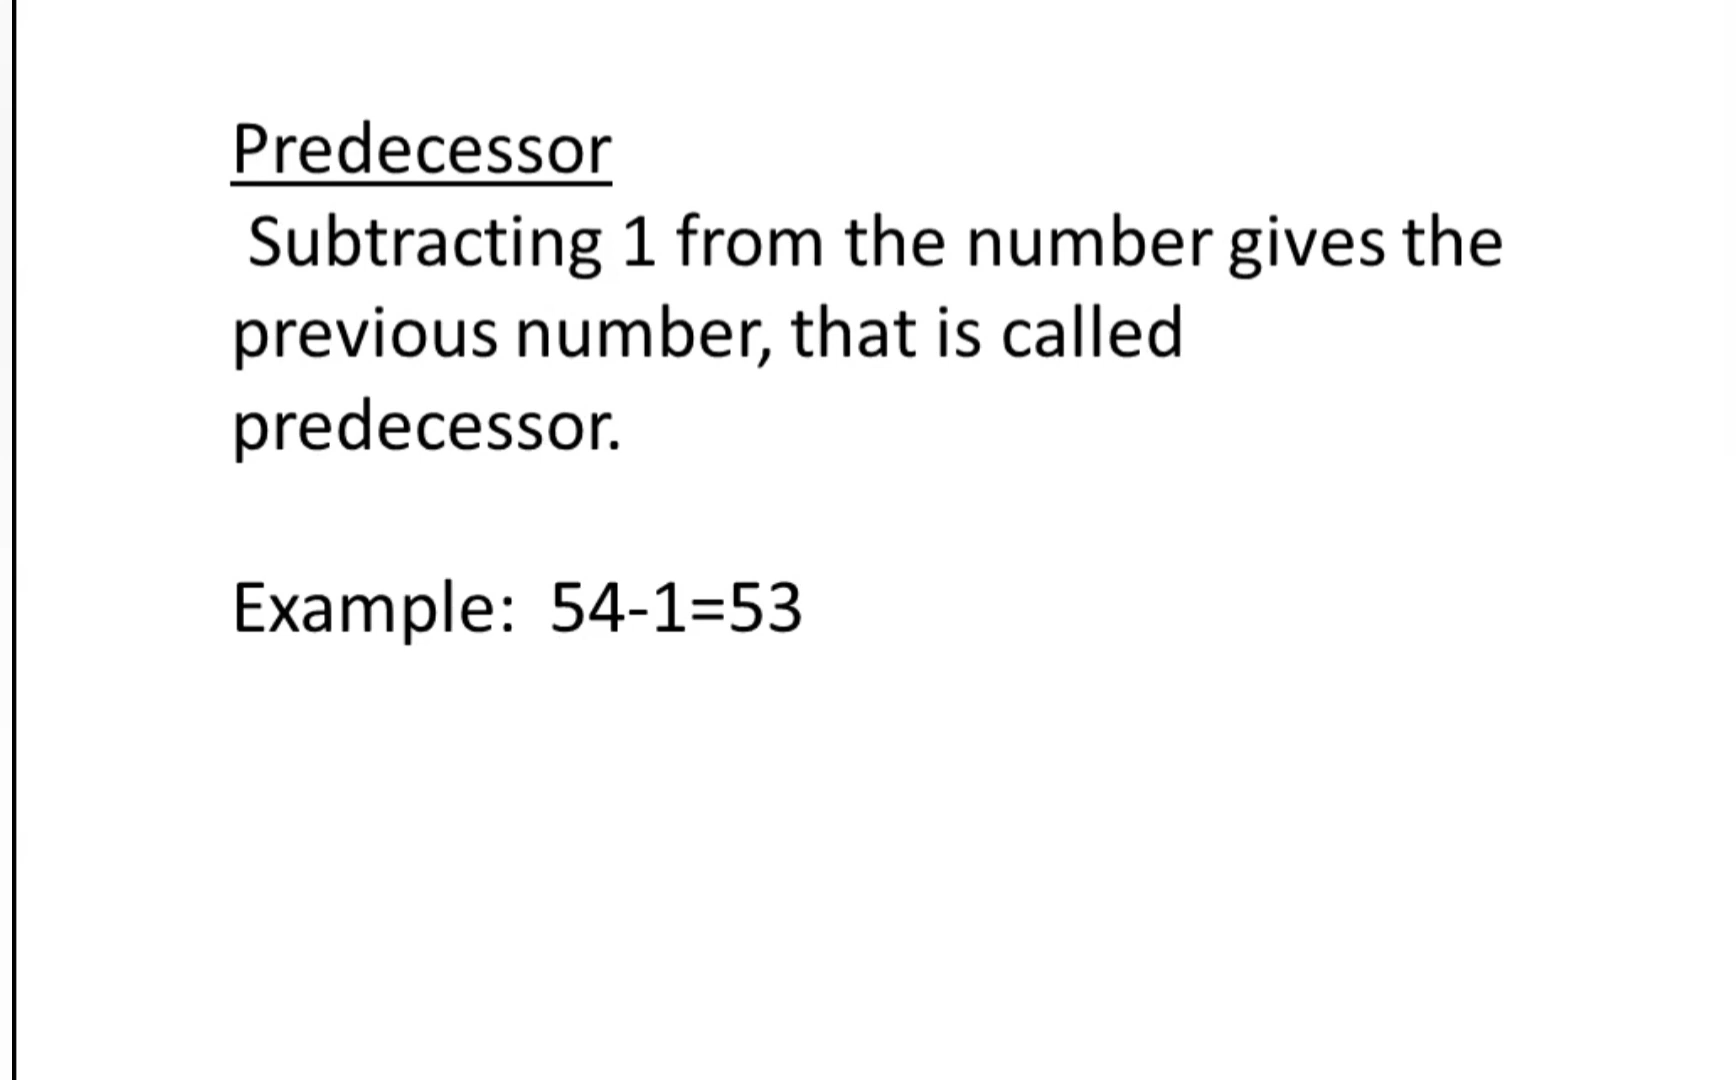 Predecessor
Subtracting 1 from the number gives the
previous number, that is called
predecessor.
Example:  54-1=53